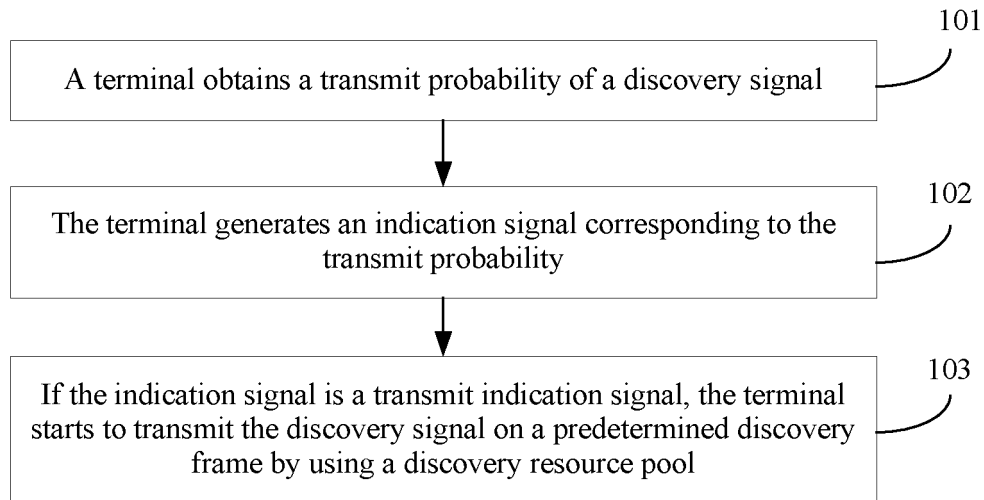 101
A terminal obtains a transmit probability of a discovery signal
102
The terminal generates an indication signal corresponding to the
transmit probability
103
If the indication signal is a transmit indication signal, the terminal
starts to transmit the discovery signal on a predetermined discovery
frame by using a discovery resource pool